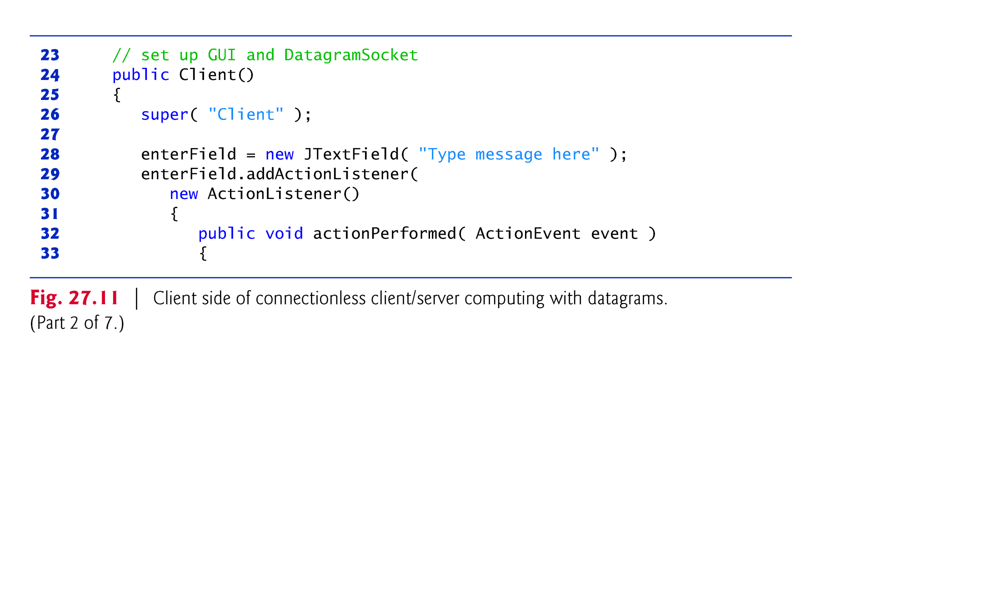 23 // set up GUI and DatagramSocket
24 public Client()
25 {
26 super( "Client" );
27
28 enterField = new JTextField( "Type message here" );
29 enterField.addActionListener(
30 new ActionListener()
31 {
32 public void actionPerformed( ActionEvent event )
33 {
Fig. 27.11 | Client side of connectionless client/server computing with datagrams.
(Part 2 of 7.)